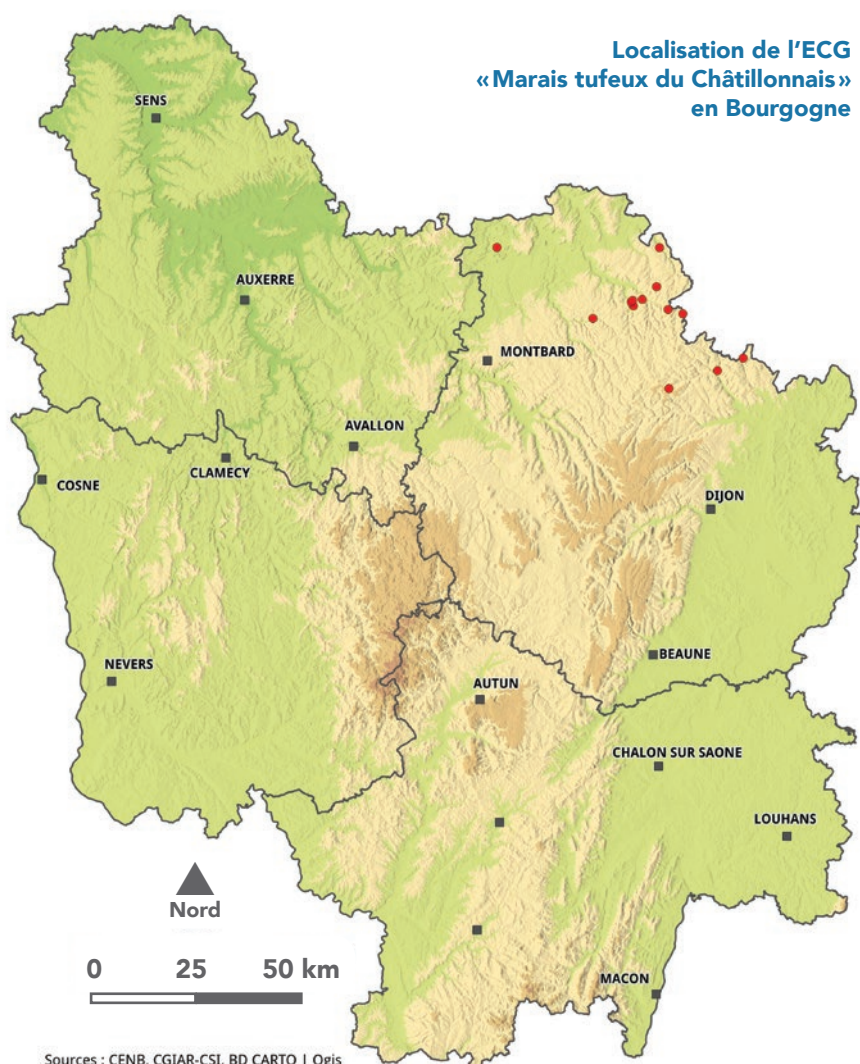 Localisation de l'ECG
«Marais tufeux du Châtillonnais»
en Bourgogne
SENS
AUXERRE
MONTBARD
AVALLON
CLAMECY
COSNE
DIJON
NEVERS
BEAUNE
AUTUN
CHALON SUR SAONE
LOUHANS
Nord
0 25 50 km
MACON
Sources : CENB, CGIAR-CSI, BD CARTO | Ogis